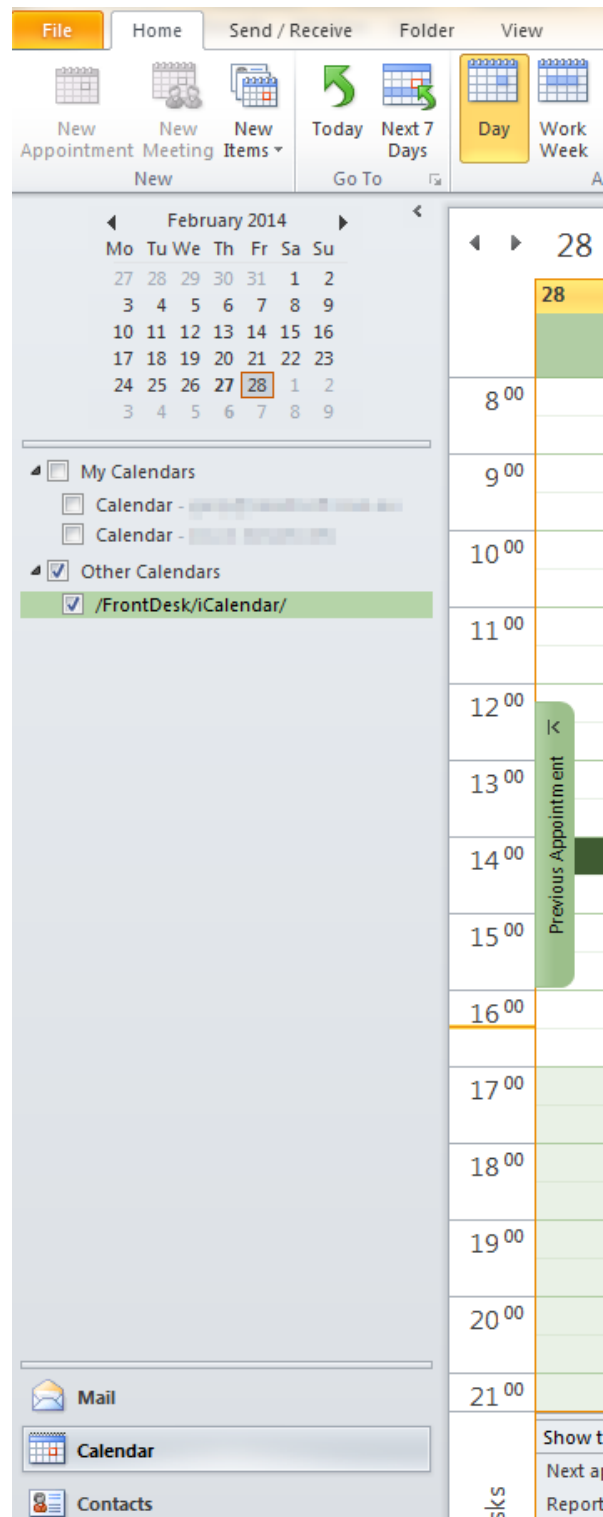 File Home Send / Receive Folder View
New Appointment New Meeting New Items Today Next 7 Days Day Work Week
New Go To A
February 2014 28
Mo Tu We Th Fr Sa Su
27 28 29 30 31 1 2
3 4 5 6 7 8 9
10 11 12 13 14 15 16
17 18 19 20 21 22 23
24 25 26 27 28 1 2
3 4 5 6 7 8 9
28
My Calendars
Calendar -
Calendar -
Other Calendars
/FrontDesk/iCalendar/
8 00
9 00
10 00
11 00
12 00
13 00
14 00
15 00
16 00
17 00
18 00
19 00
20 00
21 00
Previous Appointment
Mail
Calendar
Contacts
Show t
Next ap
Report
sks